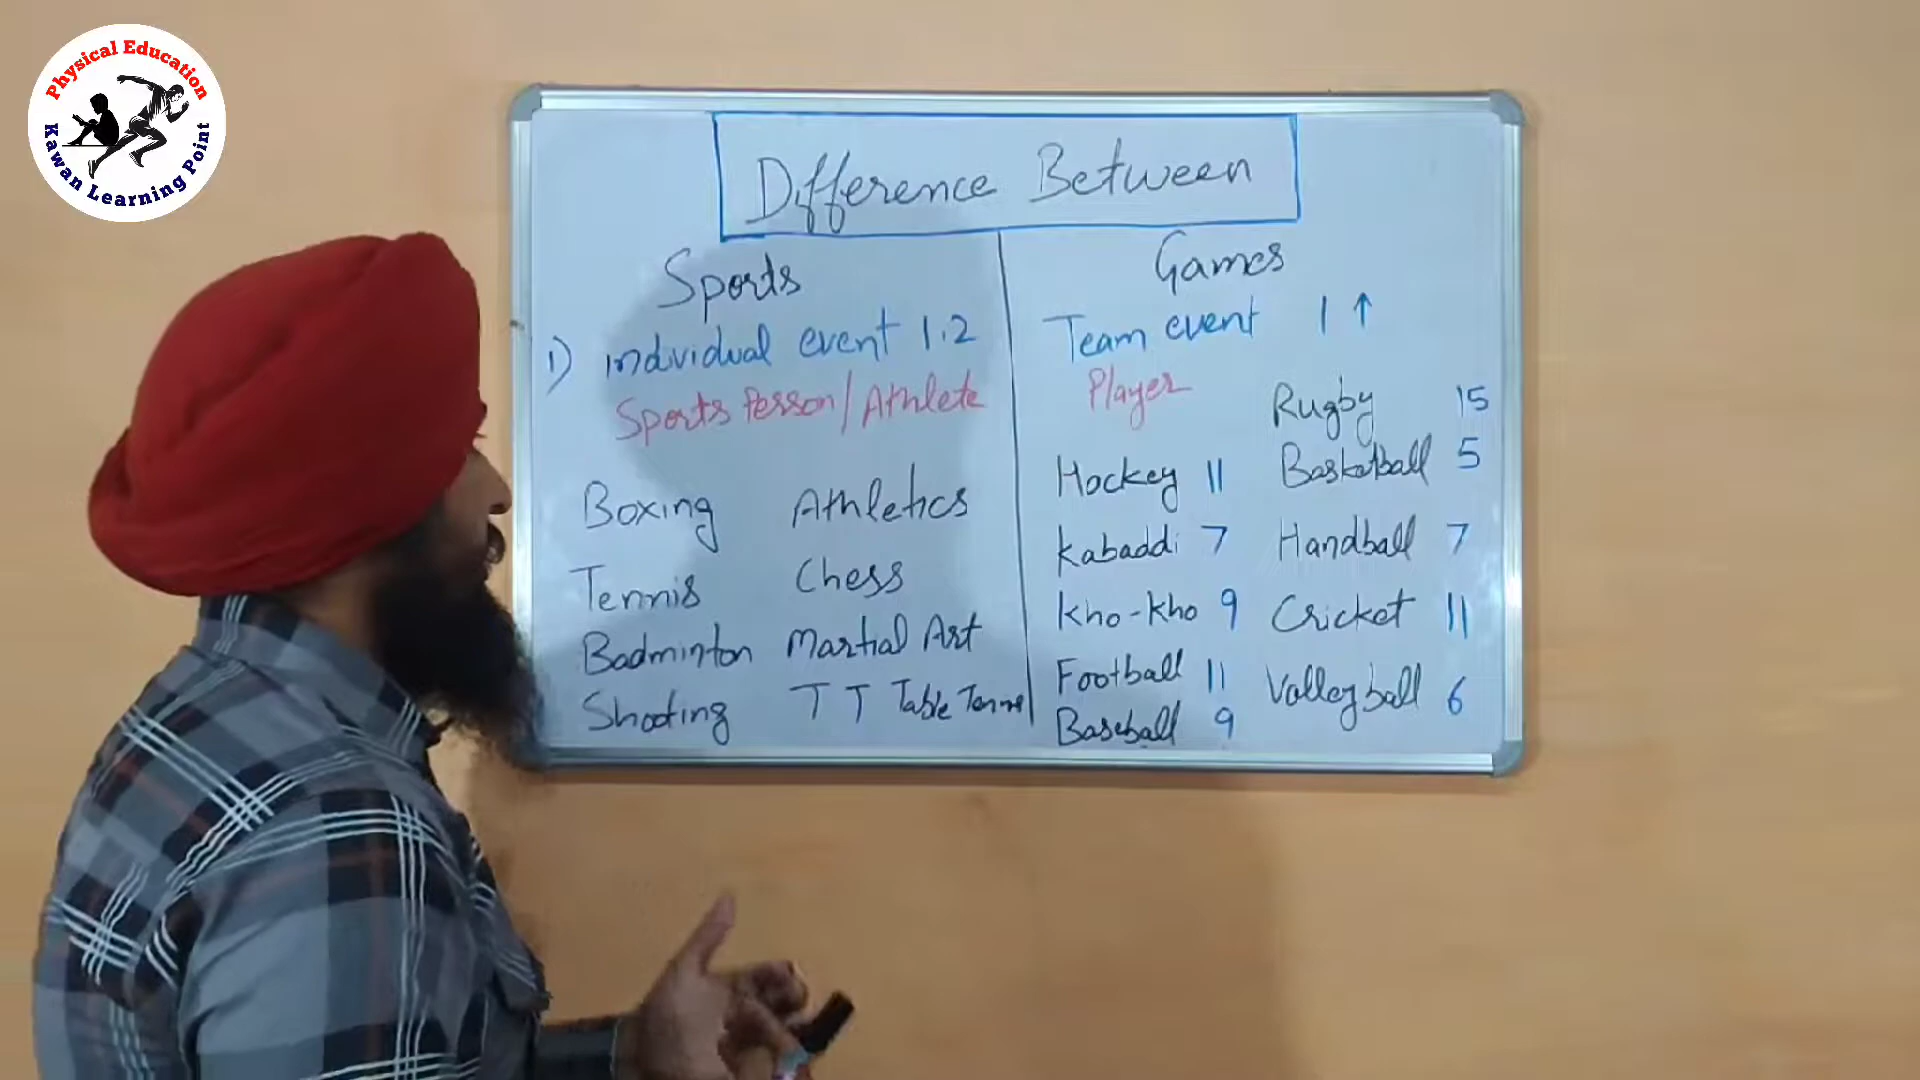 Physical Education
Kawan Learning Point
Difference Between
Sports
Games
1) Individual event 1.2
Team event 1 ↑
Sports Person/Athlete
Player
Rugby 15
Hockey 11
Basketball 5
Boxing
Athletics
Kabaddi 7
Handball 7
Tennis
Chess
Kho-Kho 9
Cricket 11
Badminton
Martial Art
Football 11
Volleyball 6
Shooting
T T Table Tennis
Baseball 9